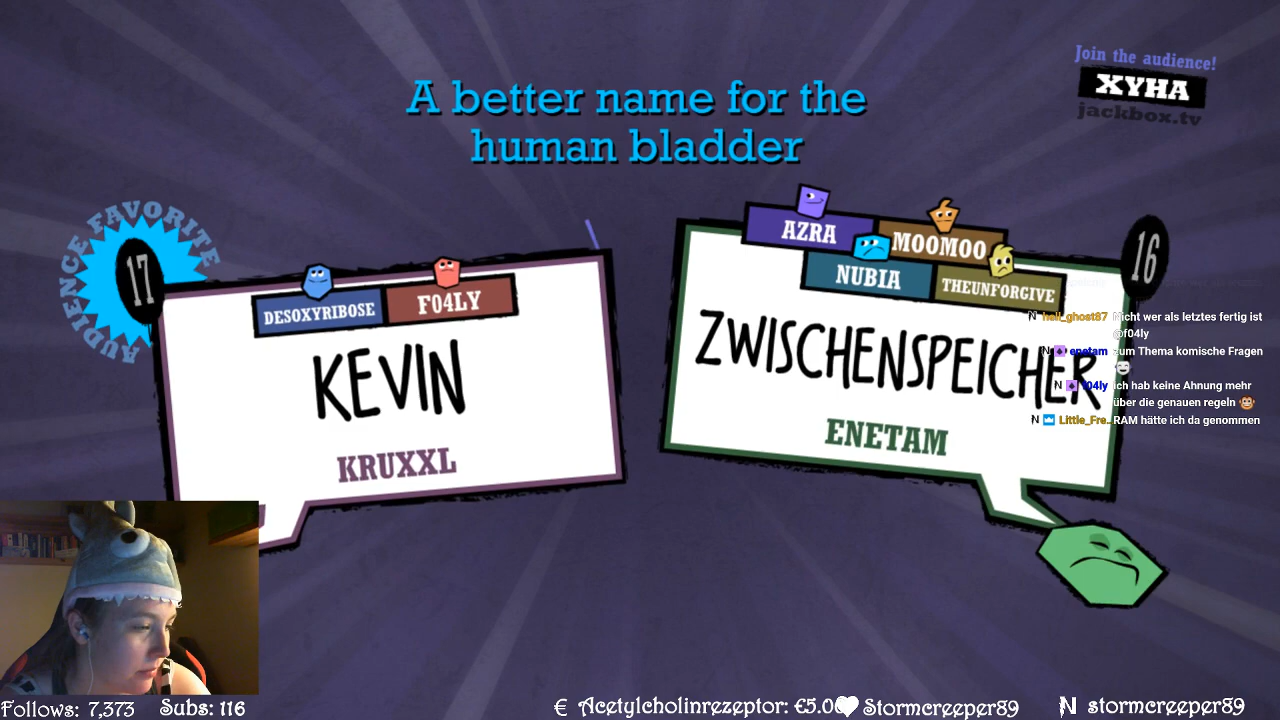 Join the audience!
XYHA
jackbox.tv
A better name for the
human bladder
AUDIENCE FAVORITE
17
DESOXYRIBOSE
F04LY
KEVIN
KRUXXL
AZRA
MOOMOO
NUBIA
THEUNFORGIVE
16
ZWISCHENSPEICHER
ENETAM
hell_ghost87 Nicht wer als letztes fertig ist
@f04ly
enetam zum Thema komische Fragen
f04ly ich hab keine Ahnung mehr
über die genauen regeln
Little_Fre.. RAM hätte ich da genommen
Follows: 7,373 Subs: 116
€ Acetylcholinrezeptor: €5.0 Stormcreeper89 N stormcreeper89